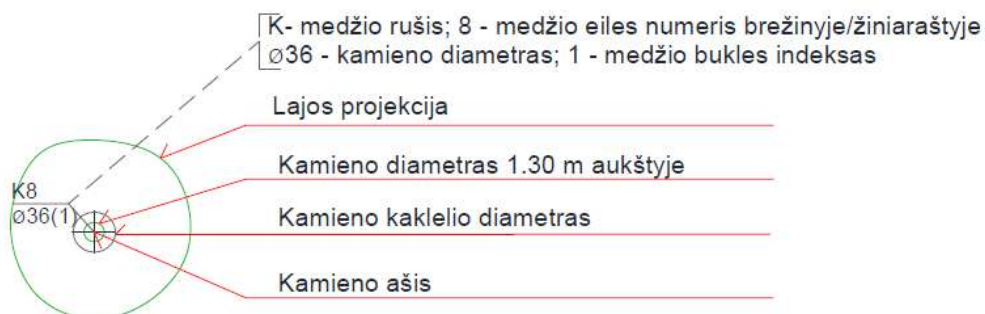 K- medžio rušis; 8 - medžio eiles numeris brežinyje/žiniaraštyje
ø36 - kamieno diametras; 1 - medžio bukles indeksas
Lajos projekcija
Kamieno diametras 1.30 m aukštyje
K8
ø36(1)
Kamieno kaklelio diametras
Kamieno ašis